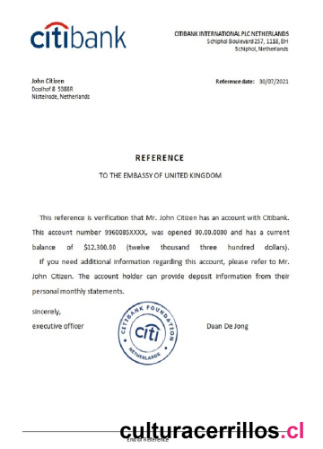 citibank
CITIBANK INTERNATIONAL PLC NETHERLANDS
Schiphol Boulevard 257, 1118, BH
Schiphol, Netherlands
John Citizen
Reference date: 30/07/2021
Doolhof 8 5388R
Nistelrode, Netherlands
REFERENCE
TO THE EMBASSY OF UNITED KINGDOM
This reference is verification that Mr. John Citizen has an account with Citibank.
This account number 9960085XXXX, was opened 00.00.0000 and has a current
balance of $12,300.00 (twelve thousand three hundred dollars).
If you need additional information regarding this account, please refer to Mr.
John Citizen. The account holder can provide deposit information from their
personal monthly statements.
sincerely,
executive officer
CITIBANK FOUNDATION
citi
NETHERLANDS
Daan De Jong
culturacerrillos.cl
End of Reference